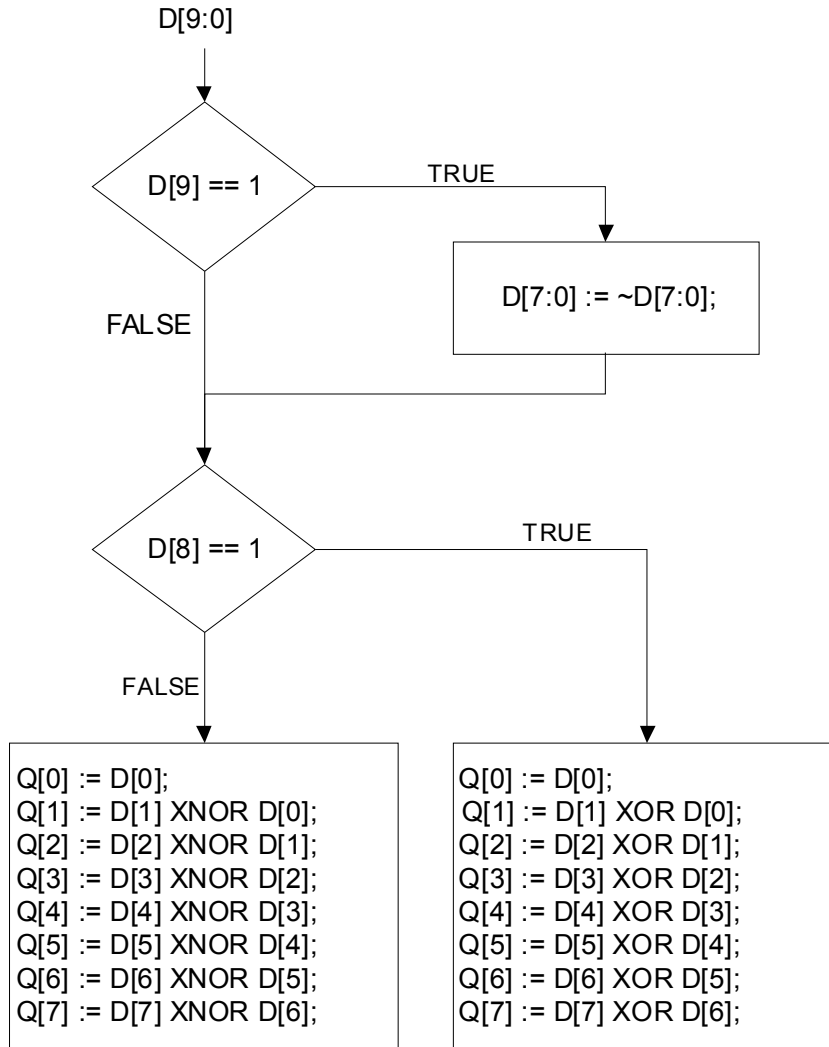 D[9:0]
D[9] == 1
TRUE
D[7:0] := ~D[7:0];
FALSE
D[8] == 1
TRUE
FALSE
Q[0] := D[0];
Q[1] := D[1] XNOR D[0];
Q[2] := D[2] XNOR D[1];
Q[3] := D[3] XNOR D[2];
Q[4] := D[4] XNOR D[3];
Q[5] := D[5] XNOR D[4];
Q[6] := D[6] XNOR D[5];
Q[7] := D[7] XNOR D[6];
Q[0] := D[0];
Q[1] := D[1] XOR D[0];
Q[2] := D[2] XOR D[1];
Q[3] := D[3] XOR D[2];
Q[4] := D[4] XOR D[3];
Q[5] := D[5] XOR D[4];
Q[6] := D[6] XOR D[5];
Q[7] := D[7] XOR D[6];